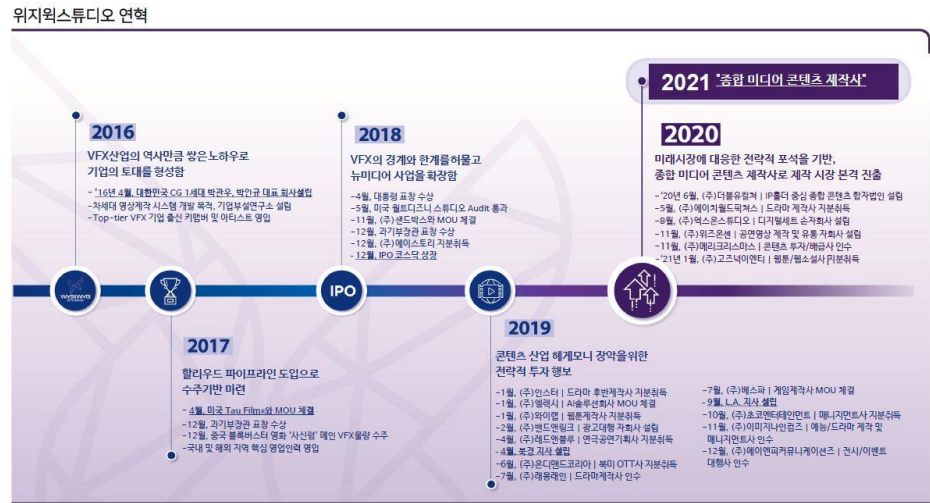 위지윅스튜디오 연혁
2021 "종합 미디어 콘텐츠 제작사"
2016
VFX산업의 역사만큼 쌓은 노하우로
기업의 토대를 형성함
- '16년 4월, 대한민국 CG 1세대 박관우, 박인규 대표 회사설립
-차세대 영상제작 시스템 개발 목적, 기업부설연구소 설립
-Top-tier VFX 기업 출신 키맴버 및 아티스트 영입
2018
VFX의 경계와 한계를허물고
뉴미디어 사업을 확장함
-4월, 대통령 표창 수상
-5월, 미국 월트디즈니 스튜디오 Audit 통과
-11월, (주)샌드박스와 MOU 체결
-12월, 과기부장관 표창 수상
-12월, (주)에이스토리 지분취득
- 12월, IPO 코스닥 상장
2020
미래시장에 대응한 전략적 포석을 기반,
종합 미디어 콘텐츠 제작사로 제작 시장 본격 진출
-'20년 6월, (주)더블유컬쳐 | IP홀더 중심 종합 콘텐츠 합자법인 설립
-5월, (주)에이치월드픽쳐스 | 드라마 제작사 지분취득
-8월, (주)엑스온스튜디오 | 디지털세트 손자회사 설립
-11월, (주)위즈온센 | 공연영상 제작 및 유통 자회사 설립
-11월, (주)메리크리스마스 | 콘텐츠 투자/배급사 인수
-'21년 1월, (주)고즈넉이엔티 | 웹툰/웹소설사 지분취득
WYSIWYG
STUDIOS
IPO
2017
할리우드 파이프라인 도입으로
수주기반 마련
- 4월, 미국 Tau Films와 MOU 체결
-12월, 과기부장관 표창 수상
-12월, 중국 블록버스터 영화 '사신령' 메인 VFX물량 수주
-국내 및 해외 지역 핵심 영업인력 영입
2019
콘텐츠 산업 헤게모니 장악을위한
전략적 투자 행보
-1월, (주)인스터 | 드라마 후반제작사 지분취득
-1월, (주)엘렉시 | AI솔루션회사 MOU 체결
-1월, (주)와이랩 | 웹툰제작사 지분취득
-2월, (주)맨드앤링크 | 광고대행 자회사 설립
-4월, (주)레드앤블루 | 연극공연기획사 지분취득
- 4월 북경 지사 설립
-6월, (주)온디맨드코리아 | 북미 OTT사 지분취득
-7월, (주)래몽래인 | 드라마제작사 인수
-7월, (주)베스파 | 게임제작사 MOU 체결
- 9월, L.A. 지사 설립
-10월, (주)초코엔터테인먼트 | 매니지먼트사 지분취득
-11월, (주)이미지나인컴즈 | 예능/드라마 제작 및
매니지먼트사 인수
-12월, (주)에이앤피커뮤니케이션즈 | 전시/이벤트
대행사 인수